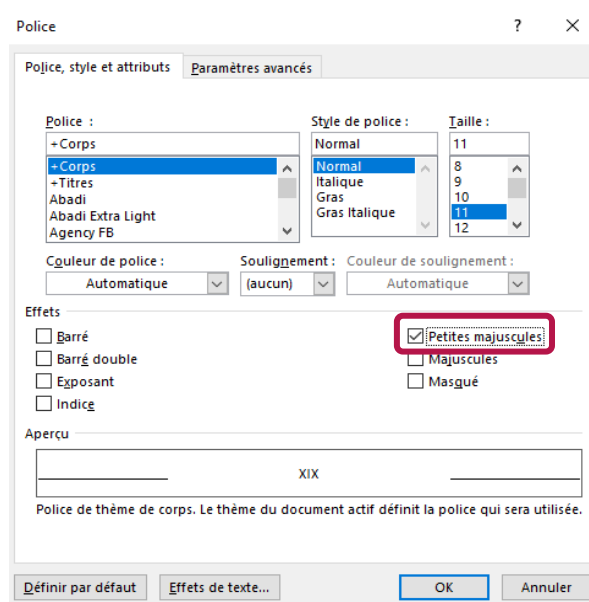 Police ? ×
Police, style et attributs Paramètres avancés
Police : Style de police : Taille :
+Corps Normal 11
+Corps Normal 8
+Titres Italique 9
Abadi Gras 10
Abadi Extra Light Gras Italique 11
Agency FB 12
Couleur de police : Soulignement : Couleur de soulignement :
Automatique (aucun) Automatique
Effets
Barré Petites majuscules
Barré double Majuscules
Exposant Masqué
Indice
Aperçu
XIX
Police de thème de corps. Le thème du document actif définit la police qui sera utilisée.
Définir par défaut Effets de texte... OK Annuler